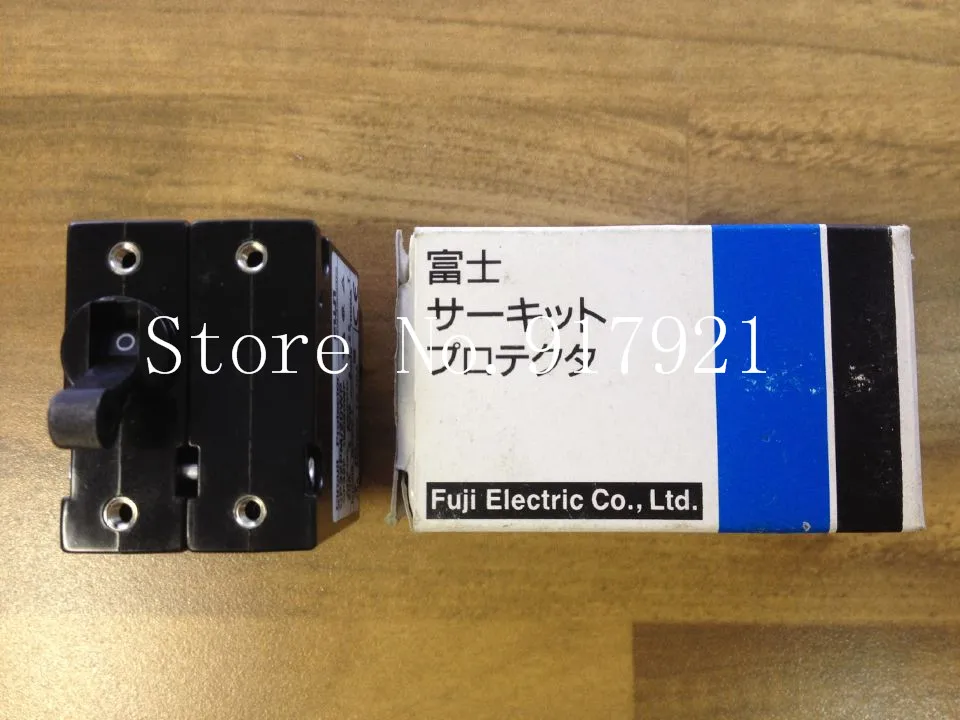 富士
サーキット
プロテクタ
Store No.917921
Fuji Electric Co., Ltd.
O